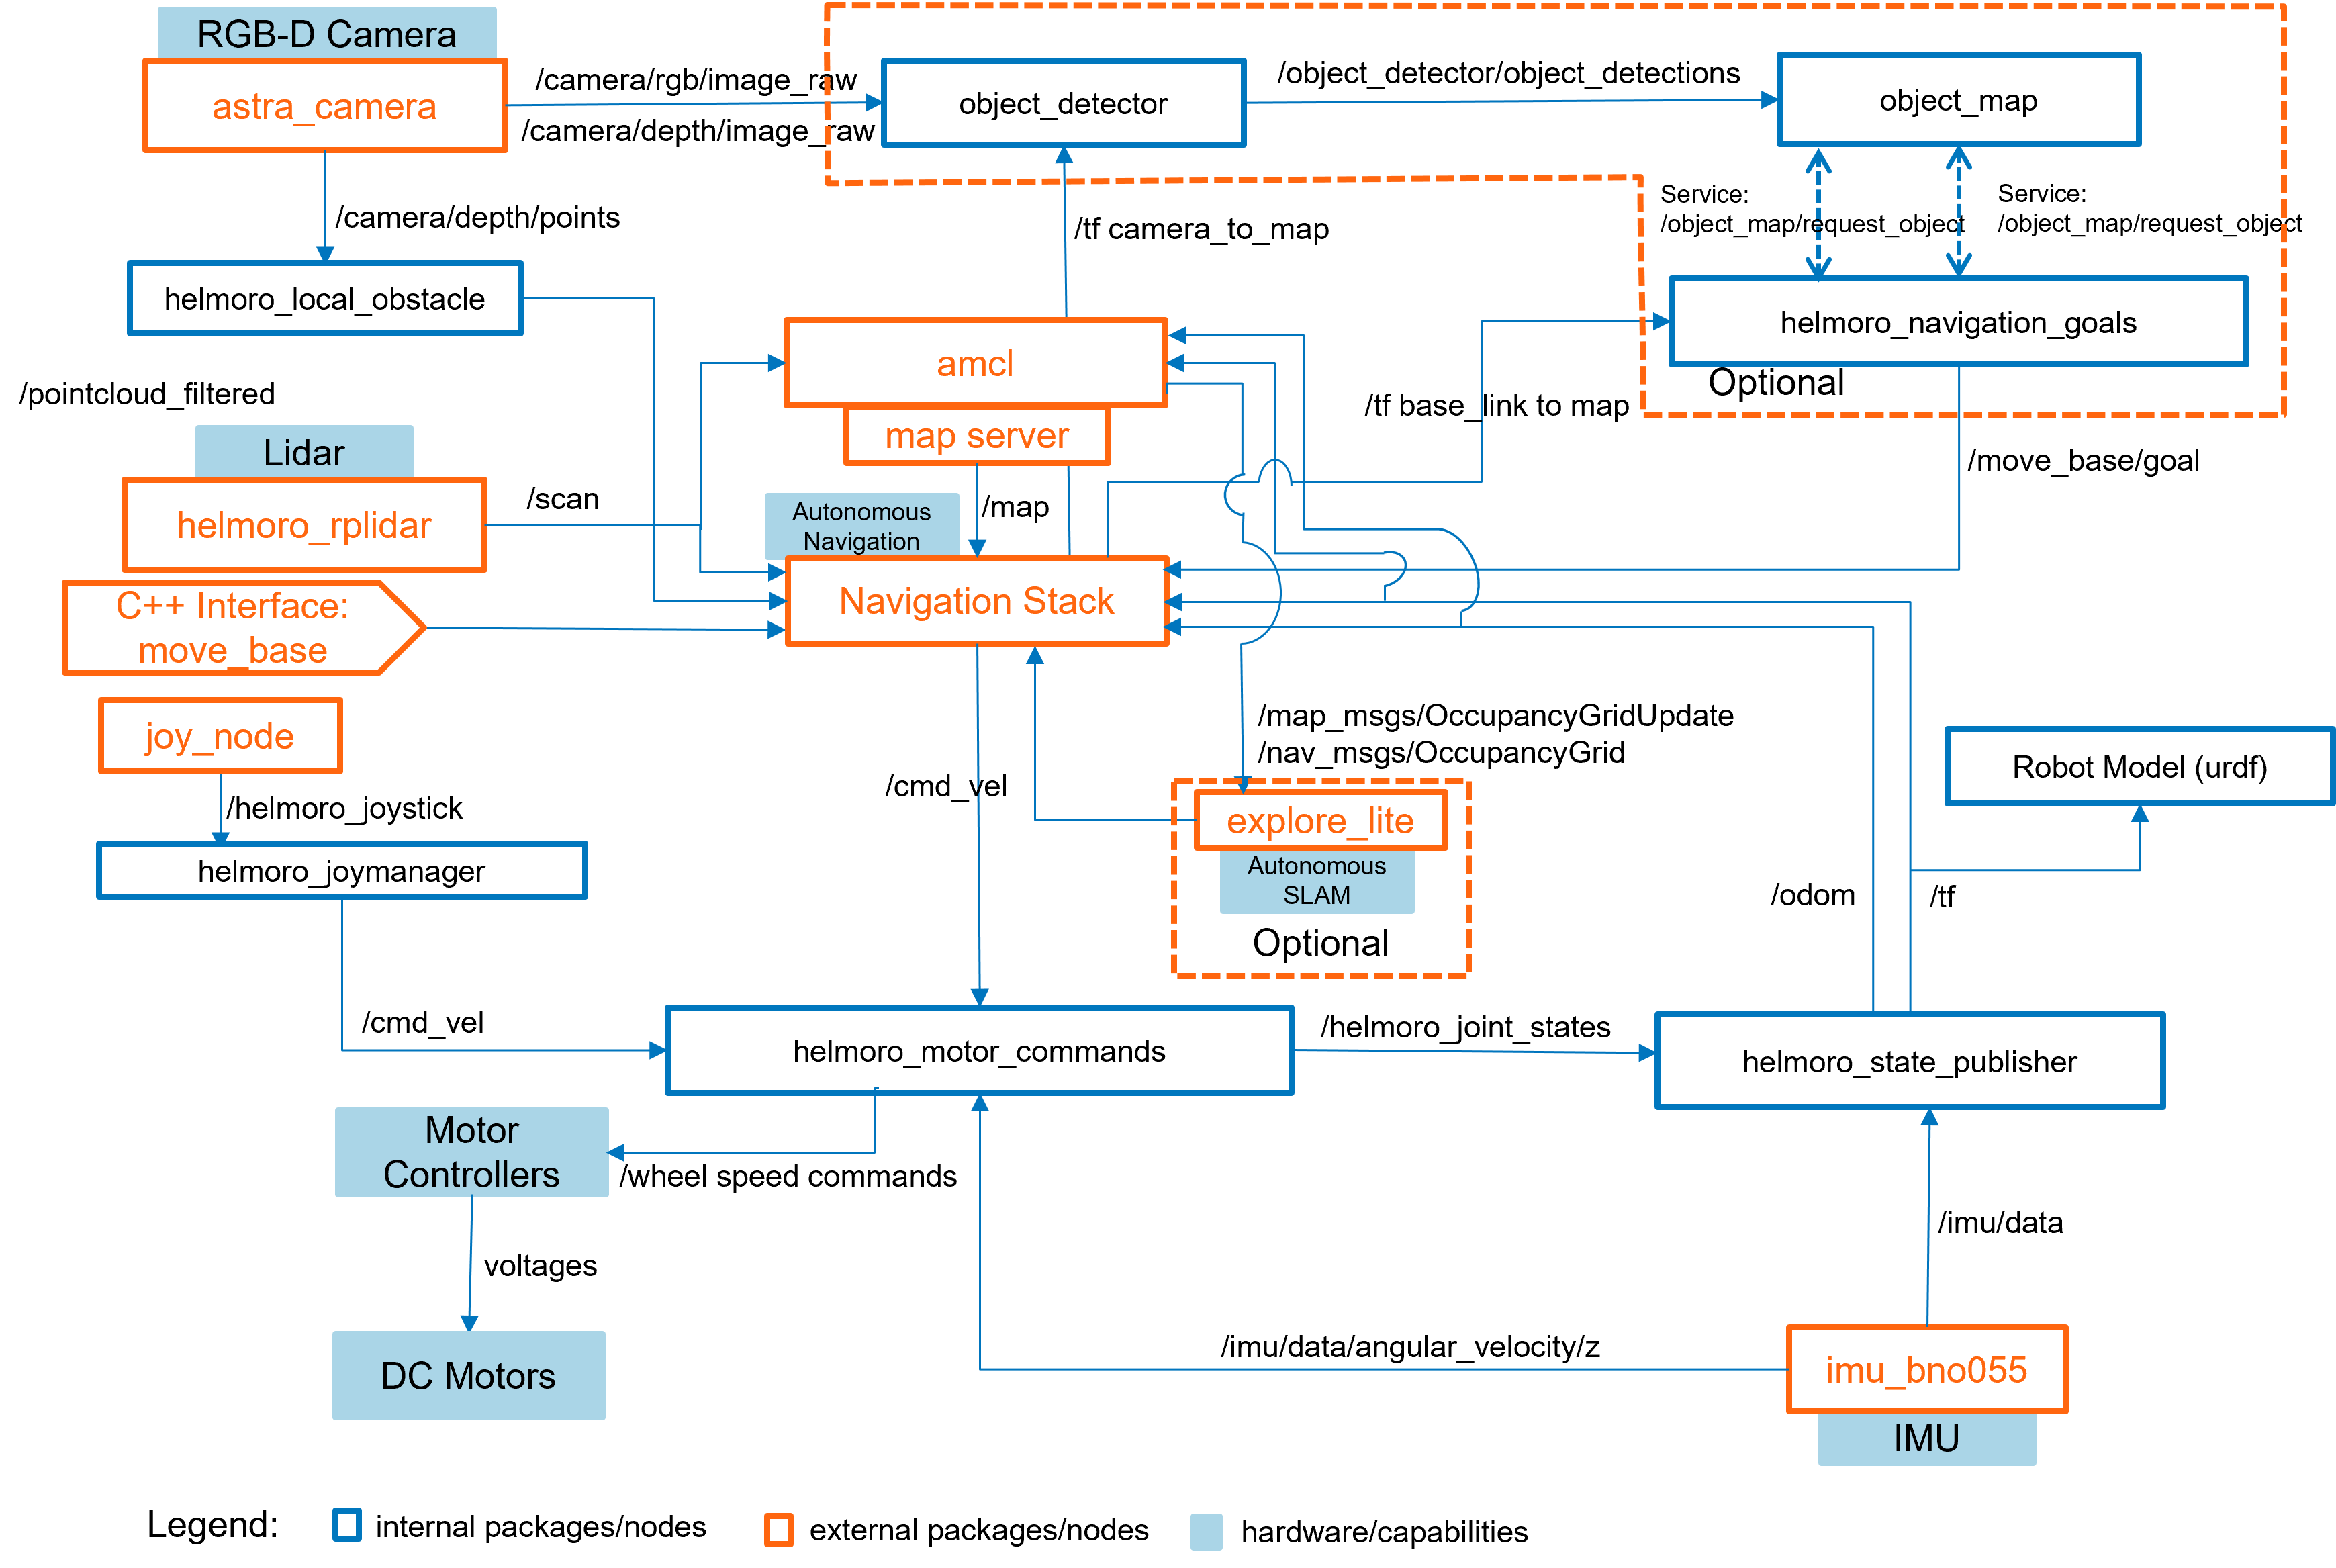 RGB-D Camera
astra_camera
/camera/rgb/image_raw
/camera/depth/image_raw
object_detector
/object_detector/object_detections
object_map
/camera/depth/points
/tf camera_to_map
Service:
/object_map/request_object
Service:
/object_map/request_object
helmoro_local_obstacle
helmoro_navigation_goals
Optional
amcl
map server
/pointcloud_filtered
/tf base_link to map
/move_base/goal
Lidar
helmoro_rplidar
/scan
Autonomous
Navigation
/map
Navigation Stack
C++ Interface:
move_base
joy_node
/helmoro_joystick
helmoro_joymanager
/cmd_vel
/map_msgs/OccupancyGridUpdate
/nav_msgs/OccupancyGrid
explore_lite
Autonomous
SLAM
Optional
Robot Model (urdf)
/odom
/tf
/cmd_vel
helmoro_motor_commands
/helmoro_joint_states
helmoro_state_publisher
Motor
Controllers
/wheel speed commands
voltages
DC Motors
/imu/data
/imu/data/angular_velocity/z
imu_bno055
IMU
Legend:
internal packages/nodes
external packages/nodes
hardware/capabilities